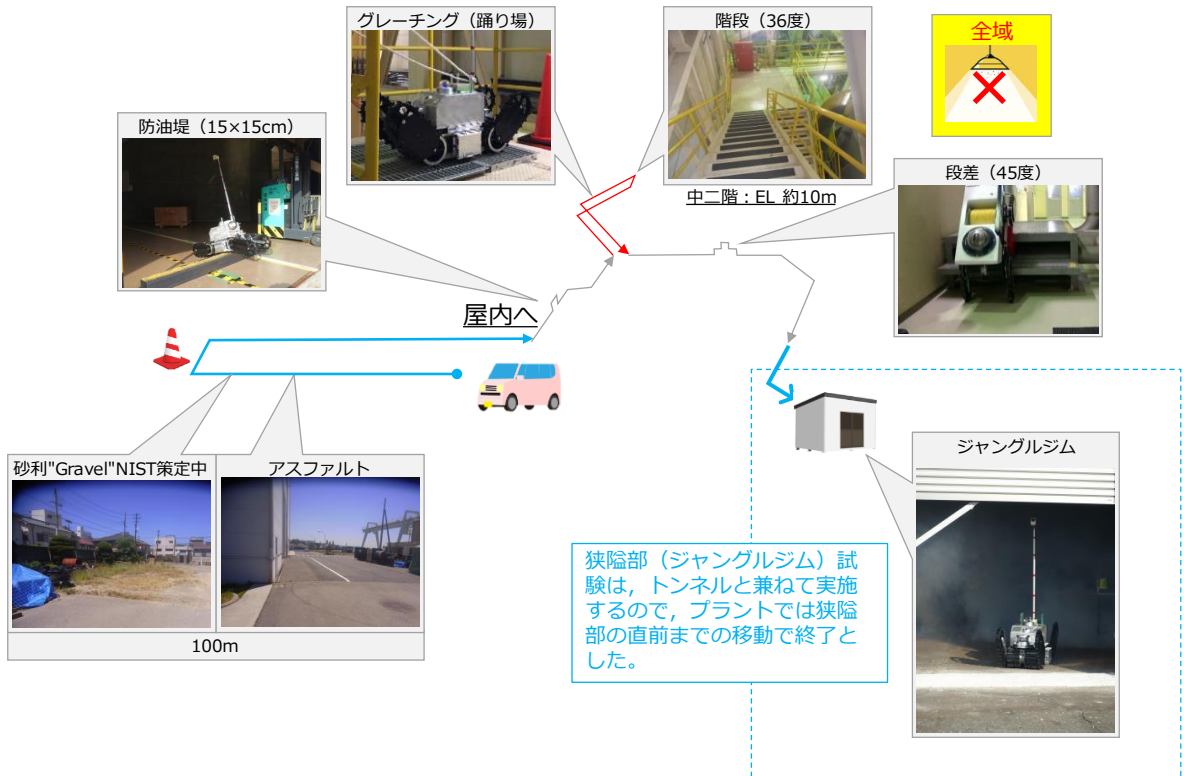 グレーチング（踊り場）
階段（36度）
全域
防油堤（15×15cm）
中二階：EL 約10m
段差（45度）
屋内へ
砂利"Gravel"NIST策定中
アスファルト
100m
ジャングルジム
狭隘部（ジャングルジム）試
験は，トンネルと兼ねて実施
するので，プラントでは狭隘
部の直前までの移動で終了と
した。